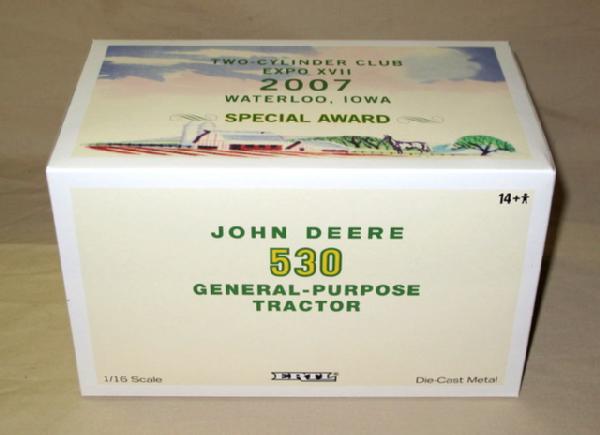 TWO-CYLINDER CLUB
EXPO XVII
2007
WATERLOO, IOWA
SPECIAL AWARD
14+
JOHN DEERE
530
GENERAL-PURPOSE
TRACTOR
1/16 Scale
ERTL
Die-Cast Metal